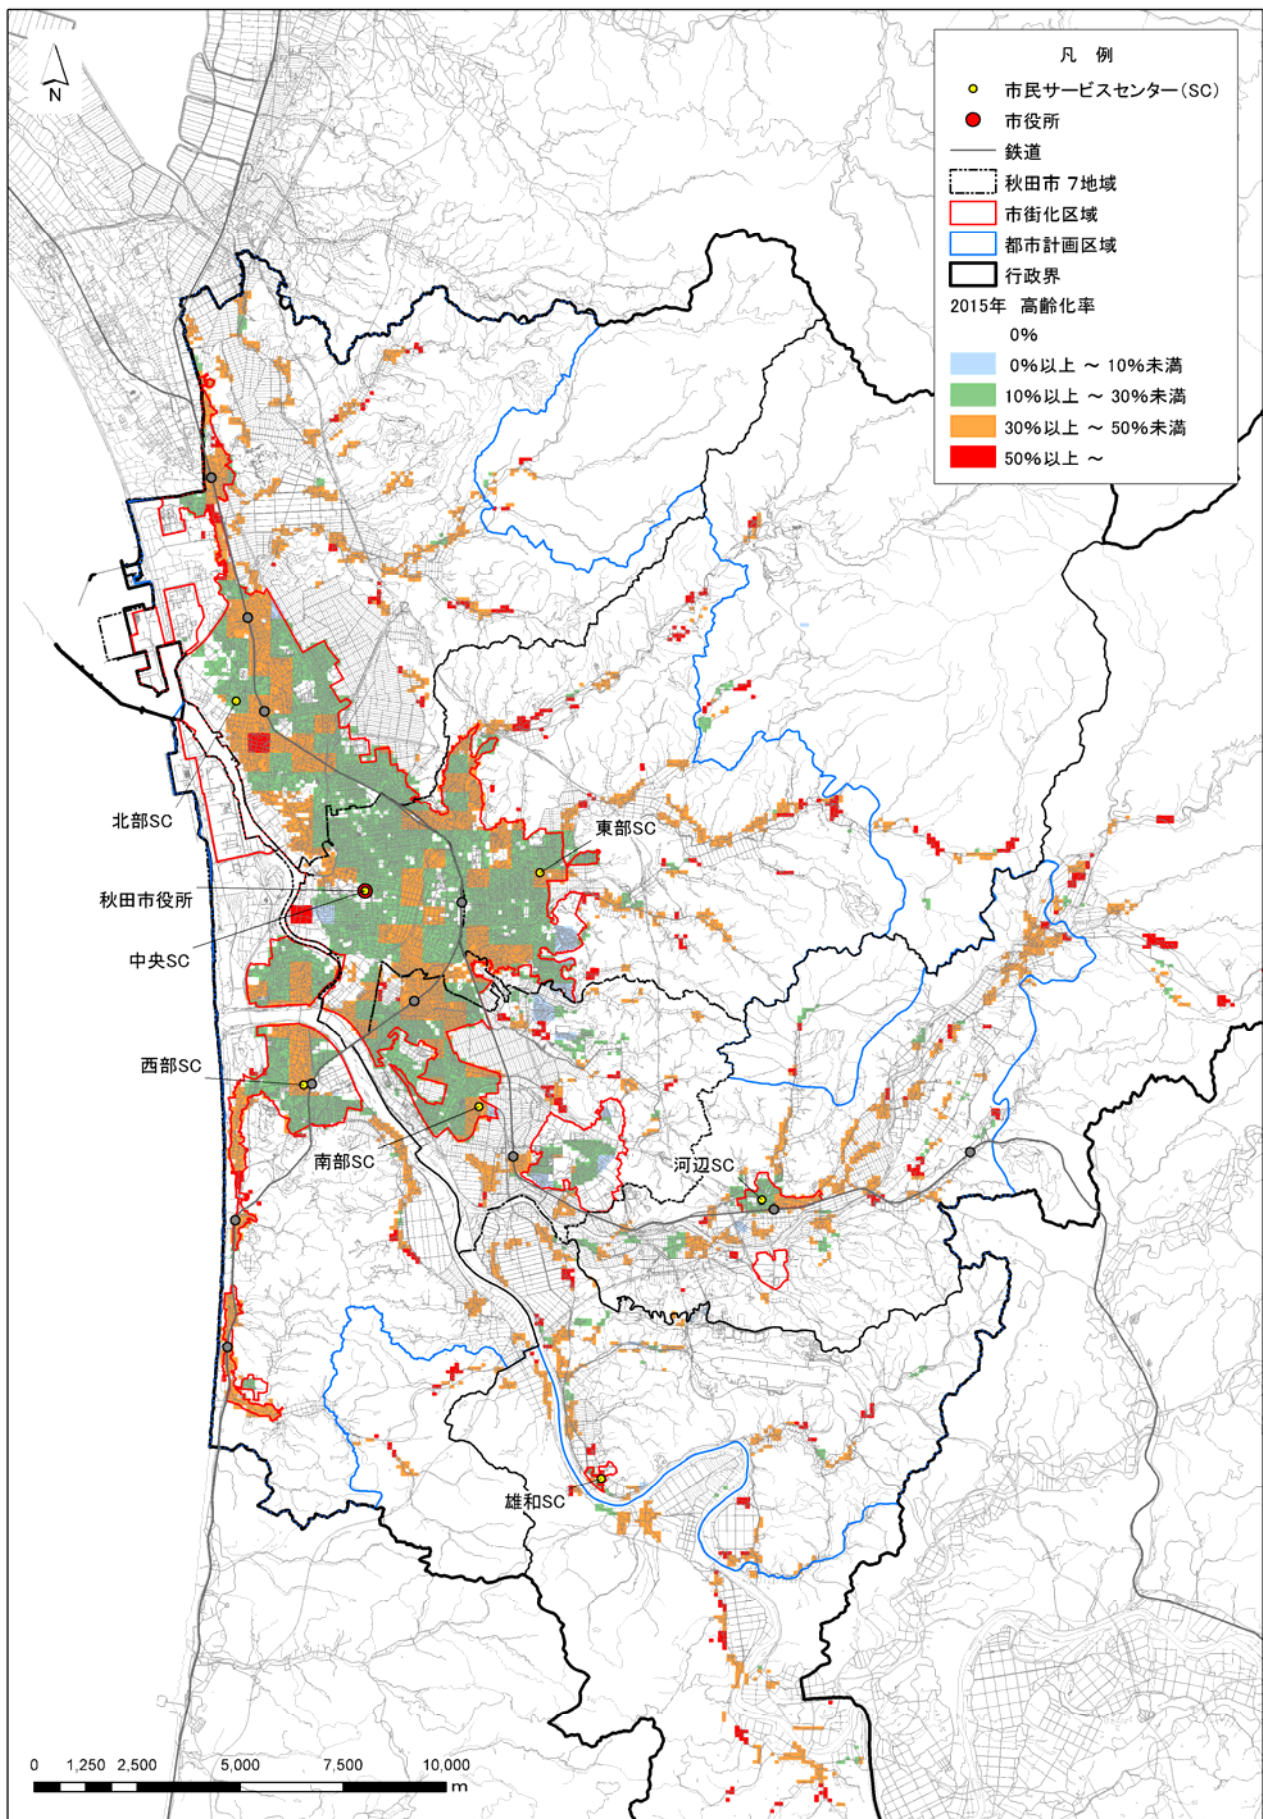 N
凡 例
市民サービスセンター(SC)
市役所
鉄道
秋田市 7地域
市街化区域
都市計画区域
行政界
2015年 高齢化率
0%
0%以上 ~ 10%未満
10%以上 ~ 30%未満
30%以上 ~ 50%未満
50%以上 ~
北部SC
東部SC
秋田市役所
中央SC
西部SC
南部SC
河辺SC
雄和SC
0 1,250 2,500 5,000 7,500 10,000 m